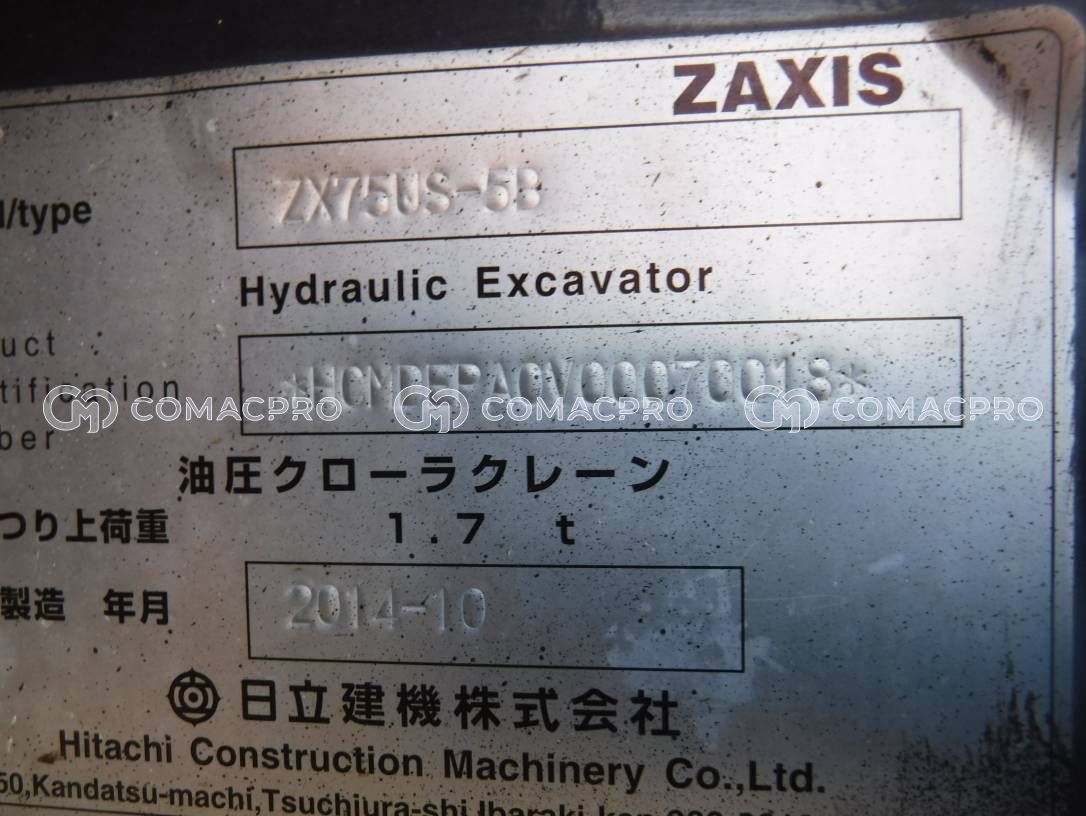 ZAXIS
l/type
ZX75US-5B
Hydraulic Excavator
uct
tification
ber
COMACPRO COMACPRO COMACPRO
油圧クローラクレーン
つり上荷重 1.7 t
製造 年月 2014-10
日立建機株式会社
Hitachi Construction Machinery Co.,Ltd.
50,Kandatsu-machi,Tsuchiura-shi,Ibaraki-ken